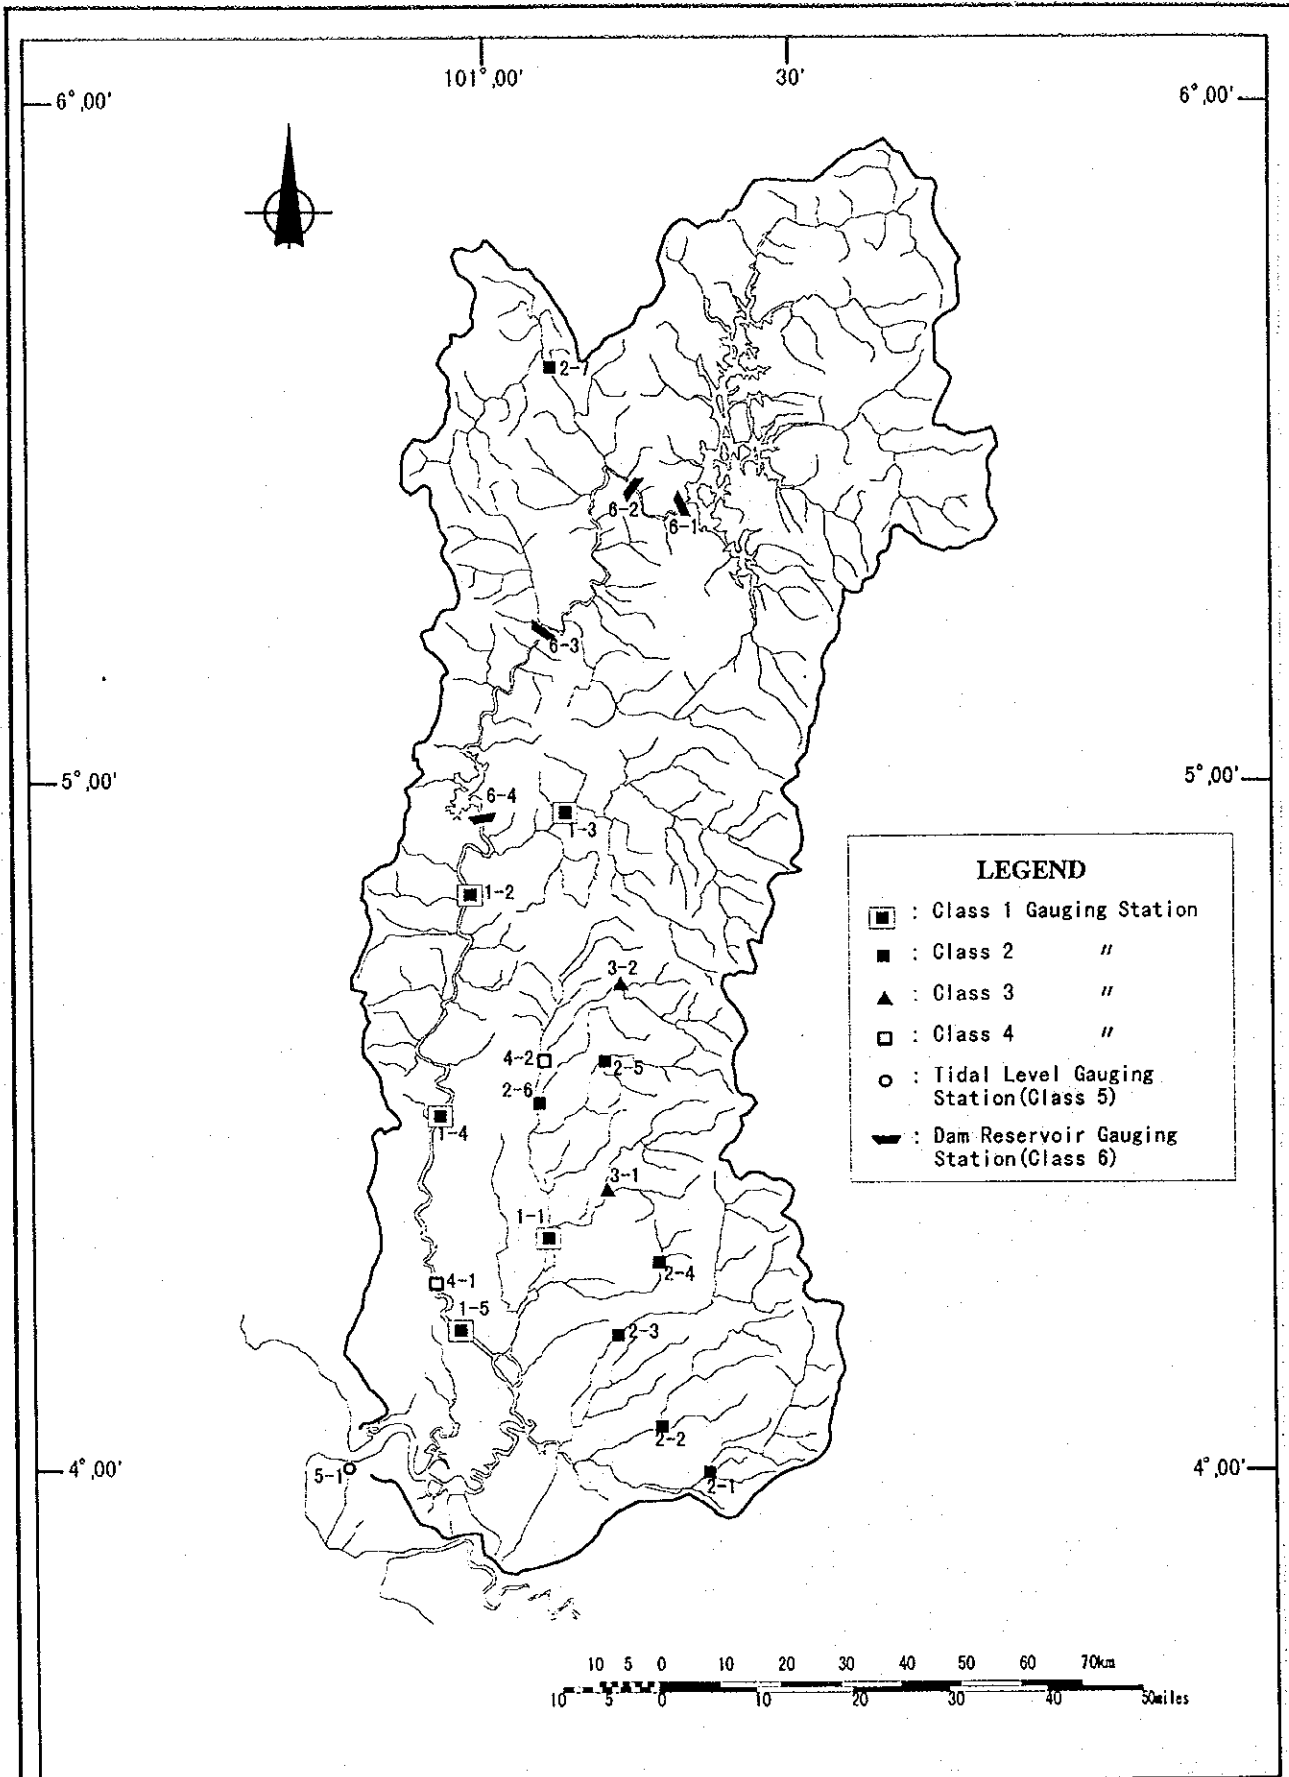 101°,00'
30'
6°,00'
6°,00'
2-7
6-2
6-1
6-3
5°,00'
5°,00'
6-4
1-3
1-2
LEGEND
: Class 1 Gauging Station
: Class 2 〃
: Class 3 〃
: Class 4 〃
: Tidal Level Gauging
Station(Class 5)
: Dam Reservoir Gauging
Station(Class 6)
3-2
4-2
2-5
2-6
1-4
3-1
1-1
2-4
4-1
1-5
2-3
2-2
5-1
2-1
4°,00'
4°,00'
10 5 0 10 20 30 40 50 60 70km
10 5 0 10 20 30 40 50miles